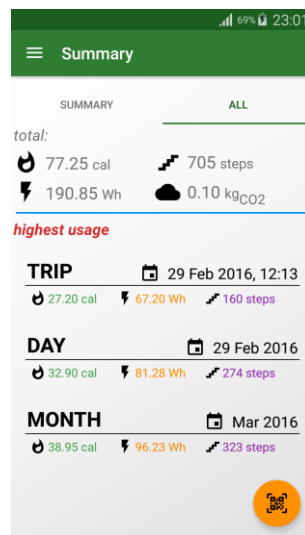 69% 23:01
Summary
SUMMARY ALL
total:
77.25 cal 705 steps
190.85 Wh 0.10 kgCO2
highest usage
TRIP 29 Feb 2016, 12:13
27.20 cal 67.20 Wh 160 steps
DAY 29 Feb 2016
32.90 cal 81.28 Wh 274 steps
MONTH Mar 2016
38.95 cal 96.23 Wh 323 steps